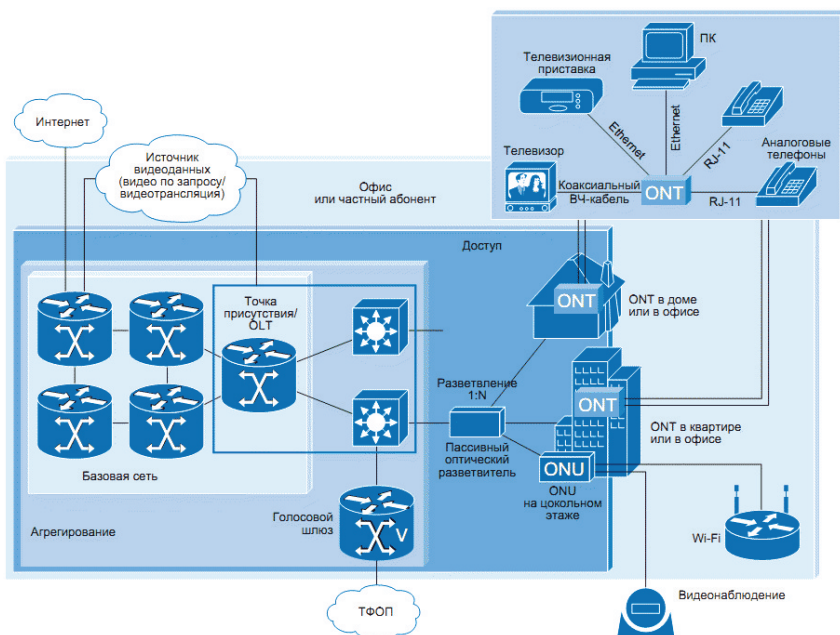 ПК
Телевизионная
приставка
Ethernet
Ethernet
RJ-11
Аналоговые
телефоны
Телевизор
Коаксиальный
ВЧ-кабель
ONT
RJ-11
Интернет
Источник
видеоданных
(видео по запросу/
видеотрансляция)
Офис
или частный абонент
Доступ
Точка
присутствия/
OLT
ONT
ONT в доме
или в офисе
Разветвление
1:N
ONT
ONT в квартире
или в офисе
Пассивный
оптический
разветвитель
ONU
ONU
на цокольном
этаже
Базовая сеть
Агрегирование
Голосовой
шлюз
V
Wi-Fi
ТФОП
Видеонаблюдение